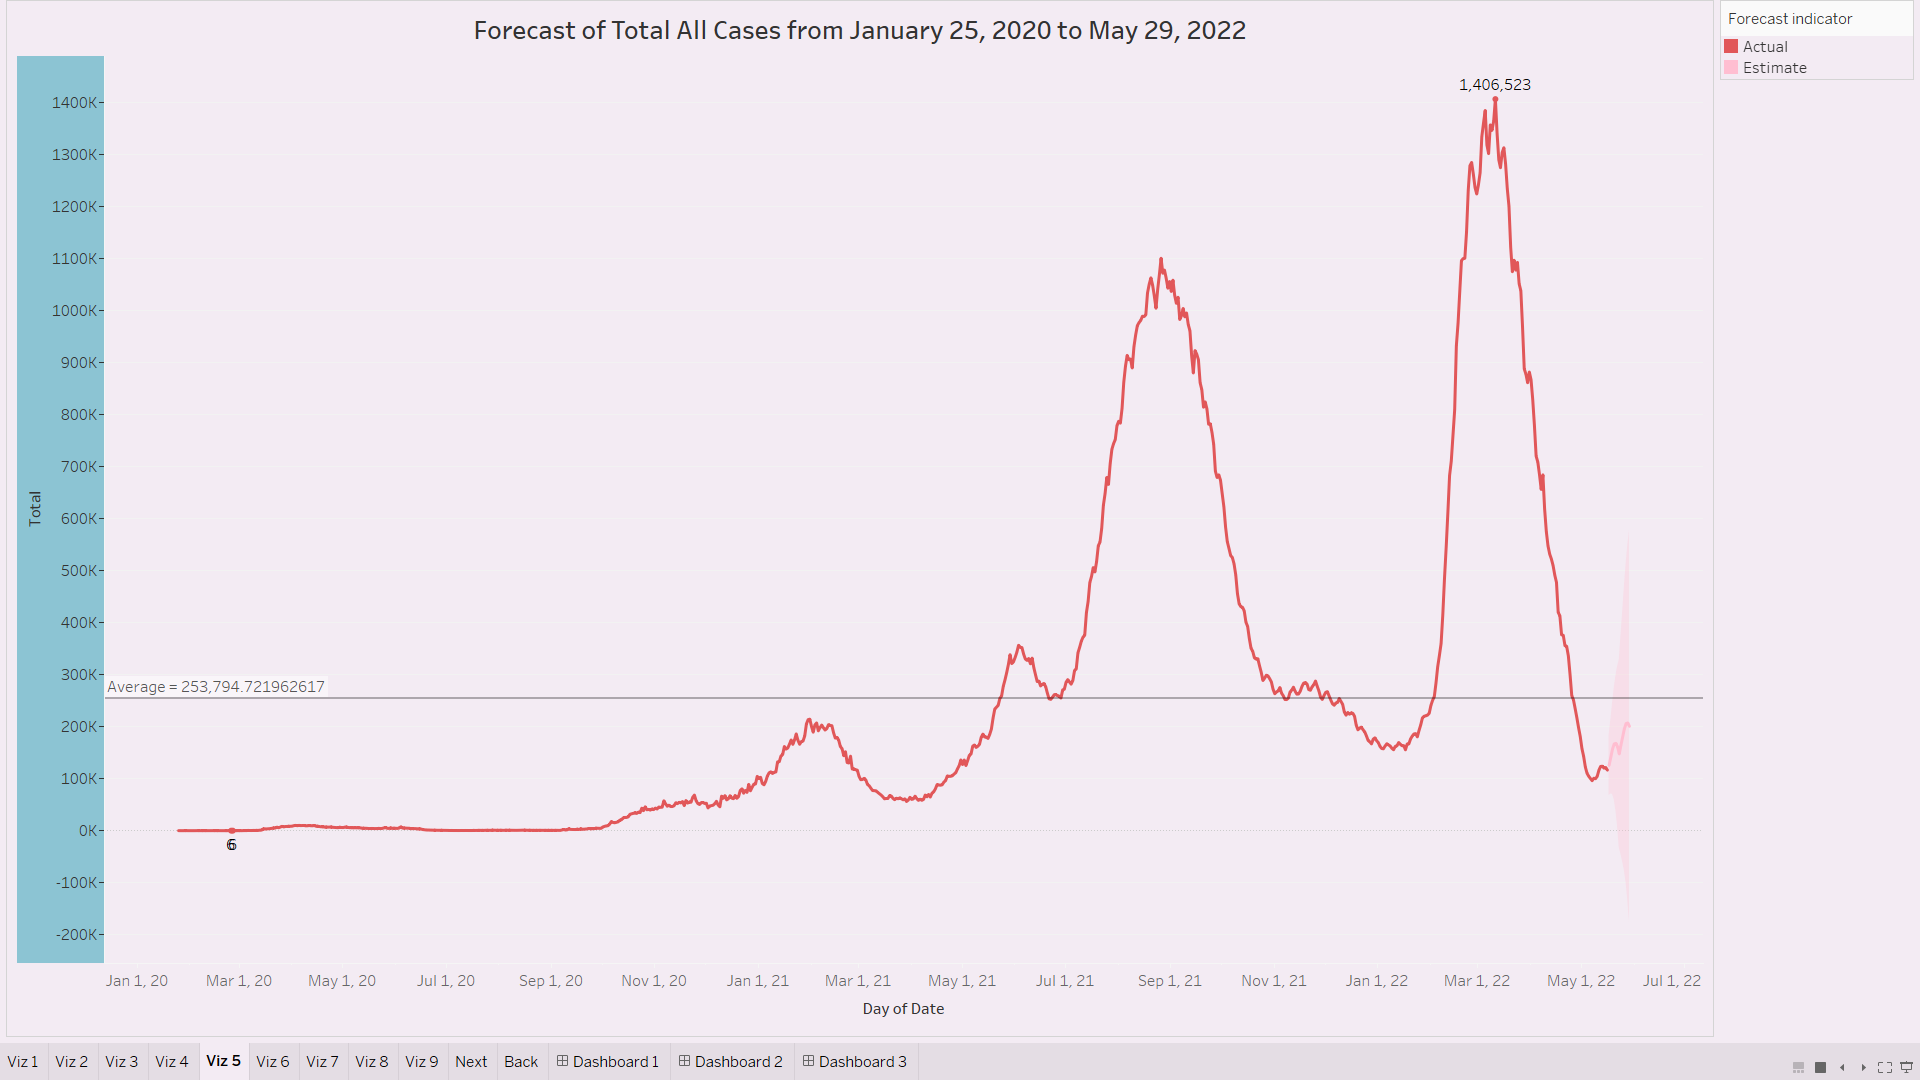 Forecast of Total All Cases from January 25, 2020 to May 29, 2022
Forecast indicator
Actual
Estimate
1,406,523
1400K
1300K
1200K
1100K
1000K
900K
800K
700K
600K
500K
400K
300K
200K
100K
0K
-100K
-200K
Total
Average = 253,794.721962617
6
Jan 1, 20 Mar 1, 20 May 1, 20 Jul 1, 20 Sep 1, 20 Nov 1, 20 Jan 1, 21 Mar 1, 21 May 1, 21 Jul 1, 21 Sep 1, 21 Nov 1, 21 Jan 1, 22 Mar 1, 22 May 1, 22 Jul 1, 22
Day of Date
Viz 1 Viz 2 Viz 3 Viz 4 Viz 5 Viz 6 Viz 7 Viz 8 Viz 9 Next Back Dashboard 1 Dashboard 2 Dashboard 3